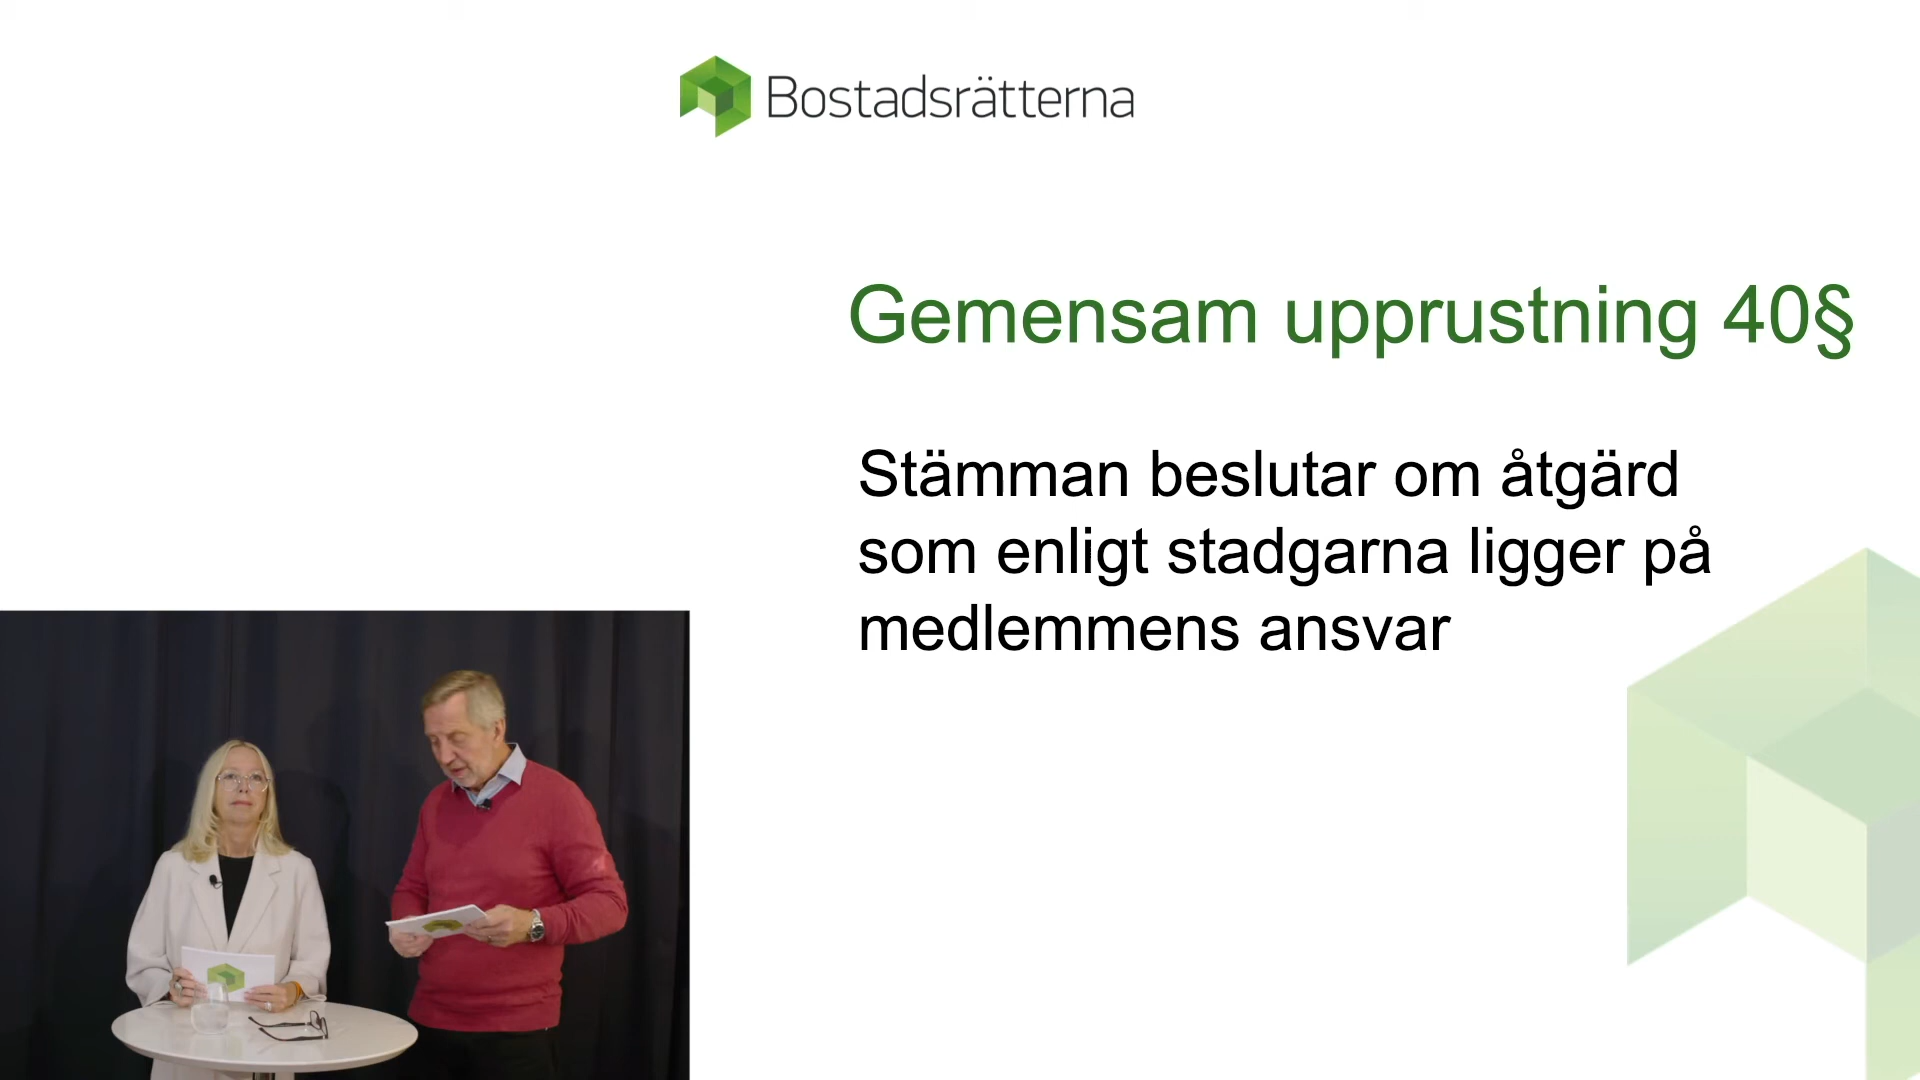 Bostadsrätterna
Gemensam upprustning 40§
Stämman beslutar om åtgärd
som enligt stadgarna ligger på
medlemmens ansvar